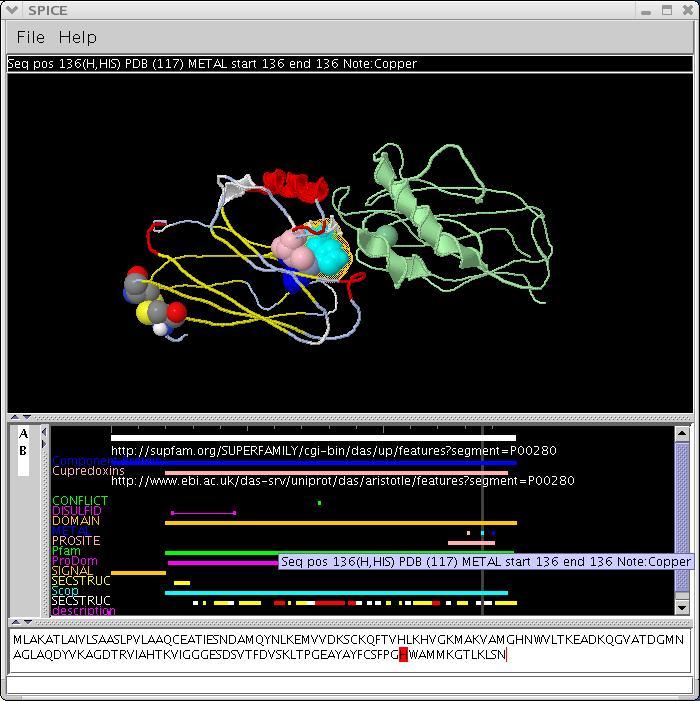 SPICE
File Help
Seq pos 136(H,HIS) PDB (117) METAL start 136 end 136 Note:Copper
A
B
http://supfam.org/SUPERFAMILY/cgi-bin/das/up/features?segment=P00280
Cupredoxins
http://www.ebi.ac.uk/das-srv/uniprot/das/aristotle/features?segment=P00280
CONFLICT
DISULFID
DOMAIN
METAL
PROSITE
Pfam
ProDom
Seq pos 136(H,HIS) PDB (117) METAL start 136 end 136 Note:Copper
SIGNAL
SECSTRUC
Scop
SECSTRUC
description
MLAKATLAIVLSAASLPVLAAQCEATIESNDAMQYNLKEMVVDKSCKQFTVHLKHVGKMAKVAMGHNWVLTKEADKQGVATDGMN
AGLAQDYVKAGDTRVIAHTKVIGGGESDSVTFDVSKLTPGEAYAYFCSFPGHWAMMKGTLKLSN